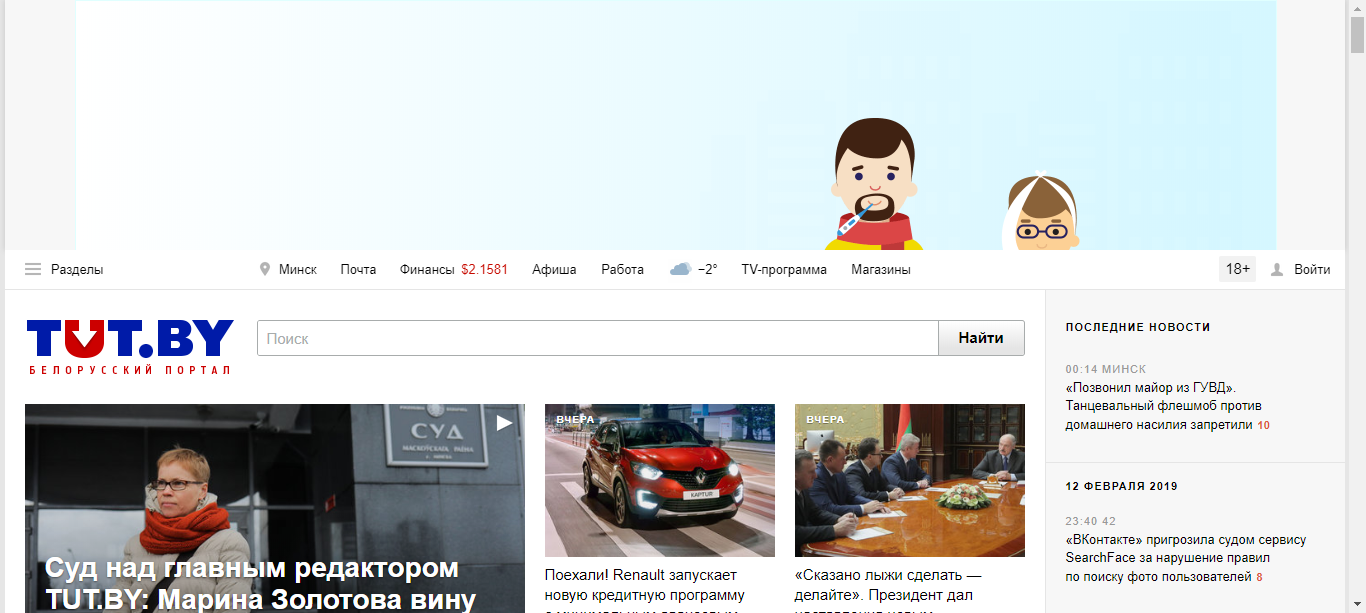 Разделы
Минск
Почта
Финансы $2.1581
Афиша
Работа
−2°
TV-программа
Магазины
18+
Войти
TUT.BY
БЕЛОРУССКИЙ ПОРТАЛ
Поиск
Найти
СУД
Суд над главным редактором
TUT.BY: Марина Золотова вину
ВЧЕРА
KAPTUR
Поехали! Renault запускает
новую кредитную программу
с минимальным авансовым
ВЧЕРА
«Сказано лыжи сделать —
делайте». Президент дал
ПОСЛЕДНИЕ НОВОСТИ
00:14 МИНСК
«Позвонил майор из ГУВД».
Танцевальный флешмоб против
домашнего насилия запретили 10
12 ФЕВРАЛЯ 2019
23:40 42
«ВКонтакте» пригрозила судом сервису
SearchFace за нарушение правил
по поиску фото пользователей 8